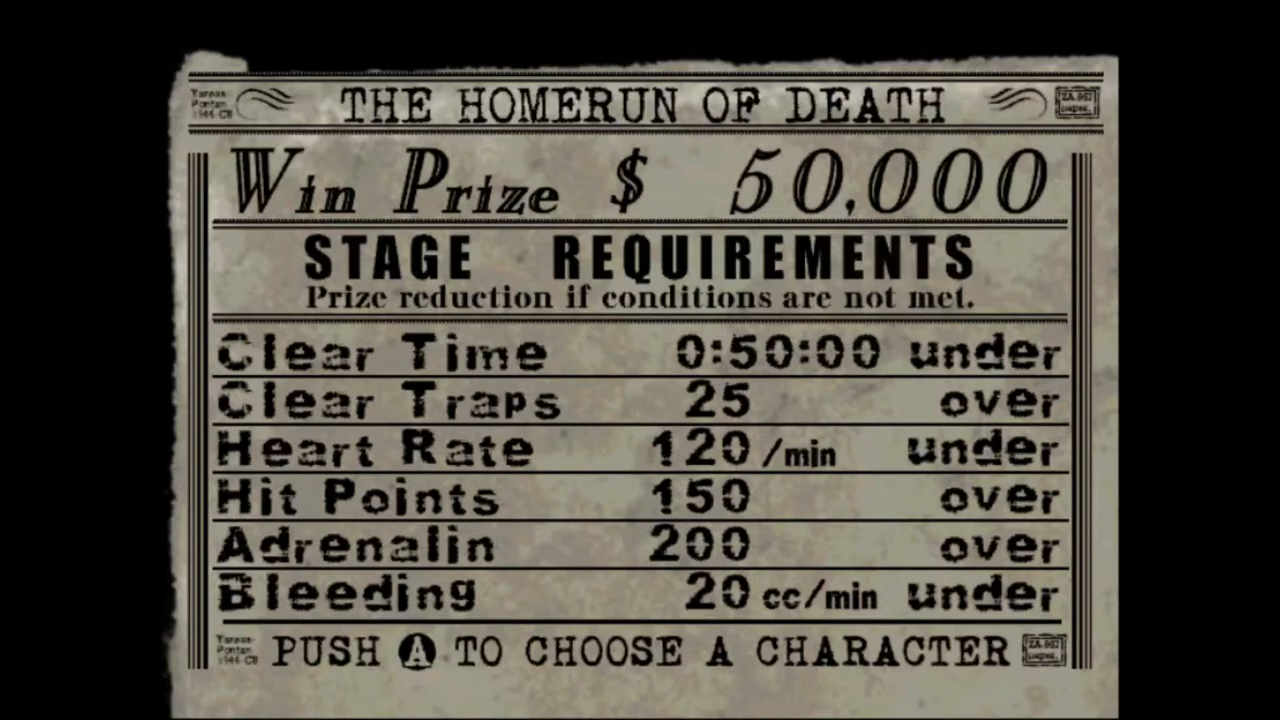 THE HOMERUN OF DEATH
Win Prize $ 50,000
STAGE REQUIREMENTS
Prize reduction if conditions are not met.
Clear Time 0:50:00 under
Clear Traps 25 over
Heart Rate 120 /min under
Hit Points 150 over
Adrenalin 200 over
Bleeding 20 cc/min under
PUSH A TO CHOOSE A CHARACTER